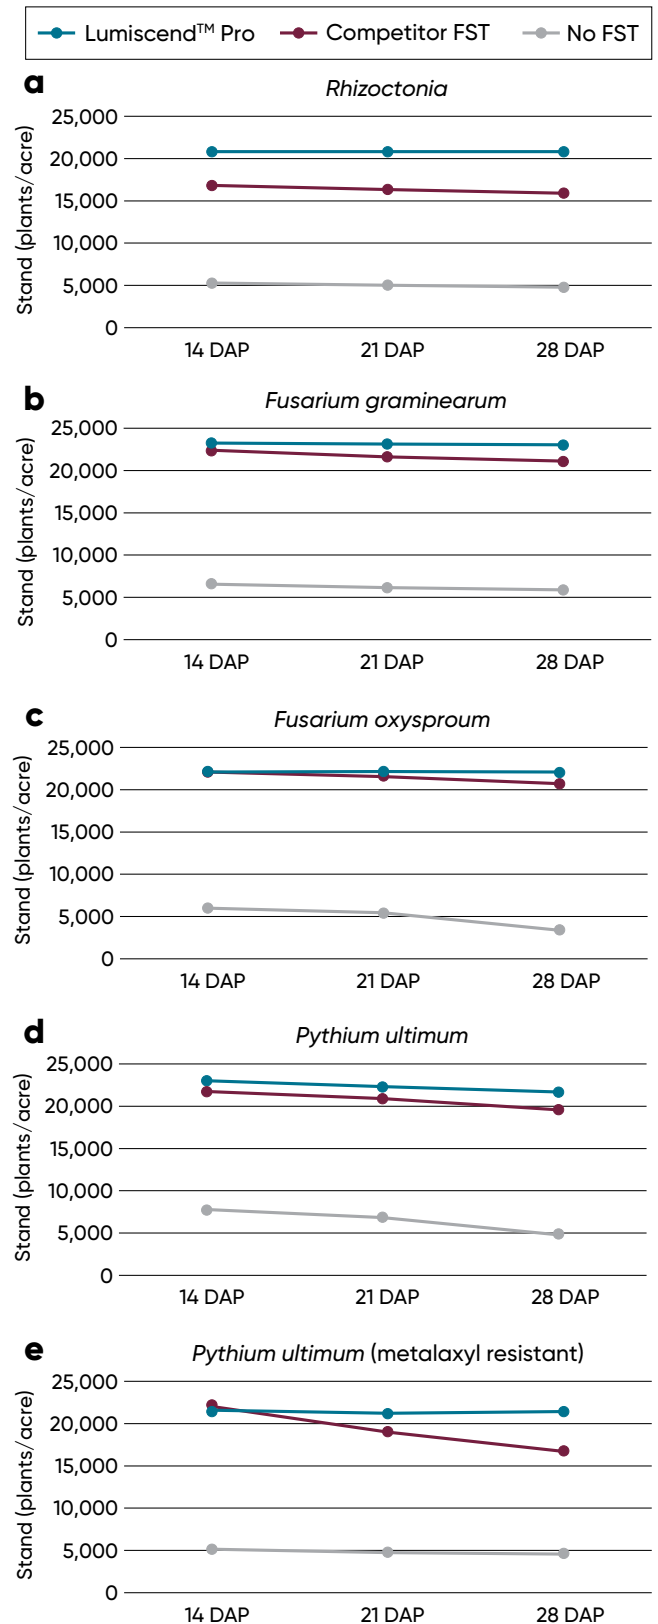 Lumiscend™ Pro Competitor FST No FST
a
Rhizoctonia
Stand (plants/acre)
25,000
20,000
15,000
10,000
5,000
0
14 DAP 21 DAP 28 DAP
b
Fusarium graminearum
Stand (plants/acre)
25,000
20,000
15,000
10,000
5,000
0
14 DAP 21 DAP 28 DAP
c
Fusarium oxysproum
Stand (plants/acre)
25,000
20,000
15,000
10,000
5,000
0
14 DAP 21 DAP 28 DAP
d
Pythium ultimum
Stand (plants/acre)
25,000
20,000
15,000
10,000
5,000
0
14 DAP 21 DAP 28 DAP
e
Pythium ultimum (metalaxyl resistant)
Stand (plants/acre)
25,000
20,000
15,000
10,000
5,000
0
14 DAP 21 DAP 28 DAP